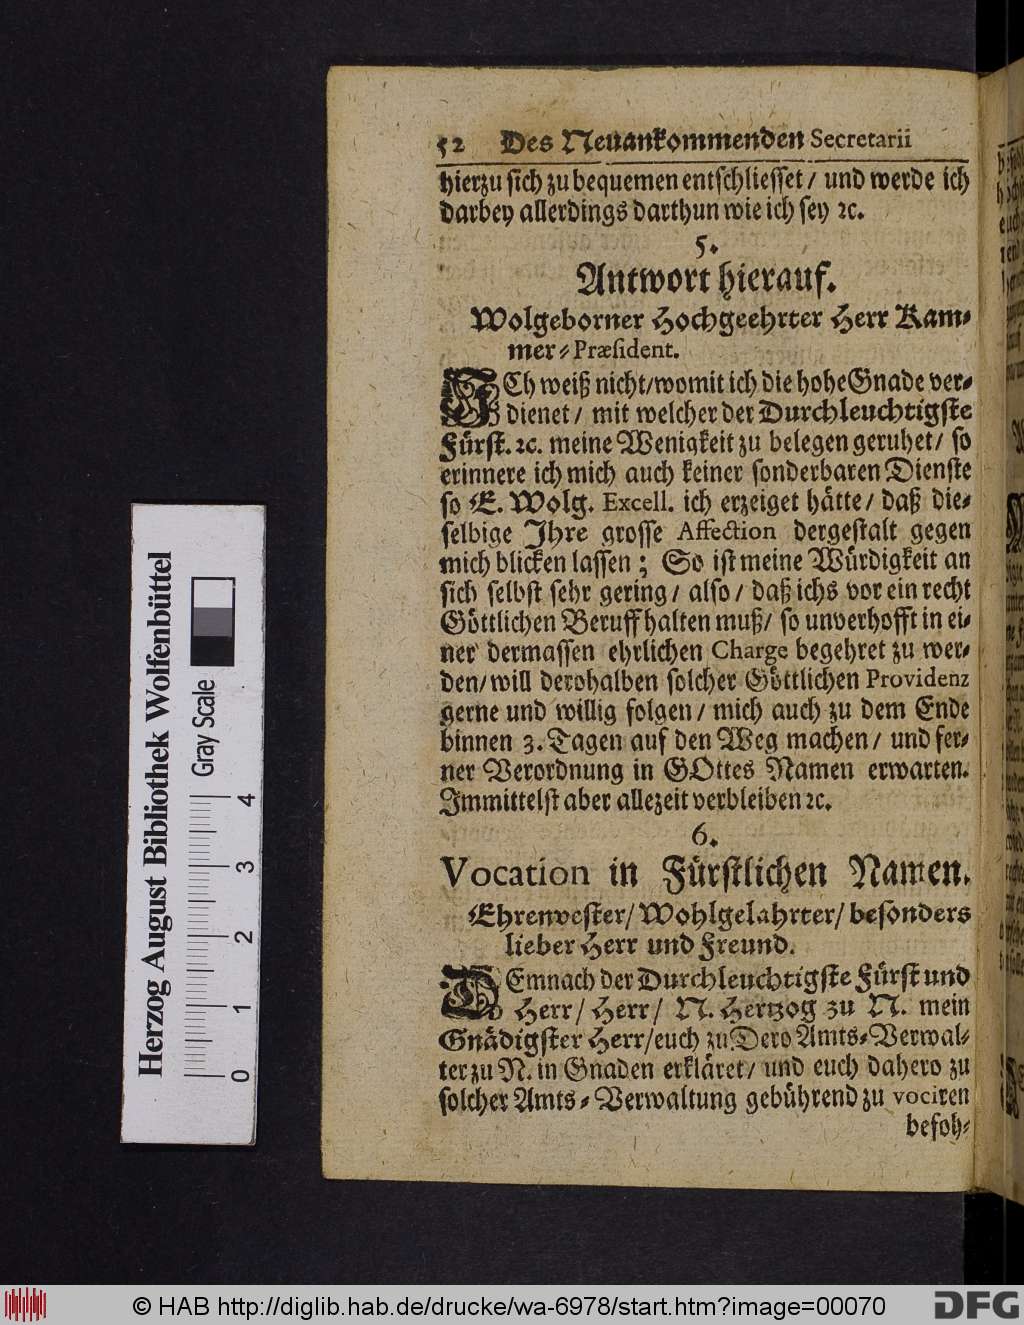 52 Des Neuankommenden Secretarii
hierzu sich zu bequemen entschliesset / und werde ich
darbey allerdings darthun wie ich sey ꝛc.
5.
Antwort hierauf.
Wolgeborner Hochgeehrter Herr Kam-
mer-Præsident.
ICh weiß nicht/womit ich die hohe Gnade ver-
dienet / mit welcher der Durchleuchtigste
Fürst. ꝛc. meine Wenigkeit zu belegen geruhet / so
erinnere ich mich auch keiner sonderbaren Dienste
so E. Wolg. Excell. ich erzeiget hätte / daß die-
selbige Ihre grosse Affection dergestalt gegen
mich blicken lassen ; So ist meine Würdigkeit an
sich selbst sehr gering / also / daß ichs vor ein recht
Göttlichen Beruff halten muß / so unverhofft in ei-
ner dermassen ehrlichen Charge begehret zu wer-
den / will derohalben solcher Göttlichen Providenz
gerne und willig folgen / mich auch zu dem Ende
binnen 3. Tagen auf den Weg machen / und fer-
ner Verordnung in GOttes Namen erwarten.
Immittelst aber allezeit verbleiben ꝛc.
6.
Vocation in Fürstlichen Namen.
Ehrenvester / Wohlgelahrter / besonders
lieber Herr und Freund.
DEmnach der Durchleuchtigste Fürst und
Herr / Herr / N. Hertzog zu N. mein
Gnädigster Herr / euch zu Dero Amts-Verwal-
ter zu N. in Gnaden erkläret / und euch dahero zu
solcher Amts-Verwaltung gebührend zu vociren
befoh-
Herzog August Bibliothek Wolfenbüttel
Gray Scale
0 1 2 3 4
© HAB http://diglib.hab.de/drucke/wa-6978/start.htm?image=00070
DFG